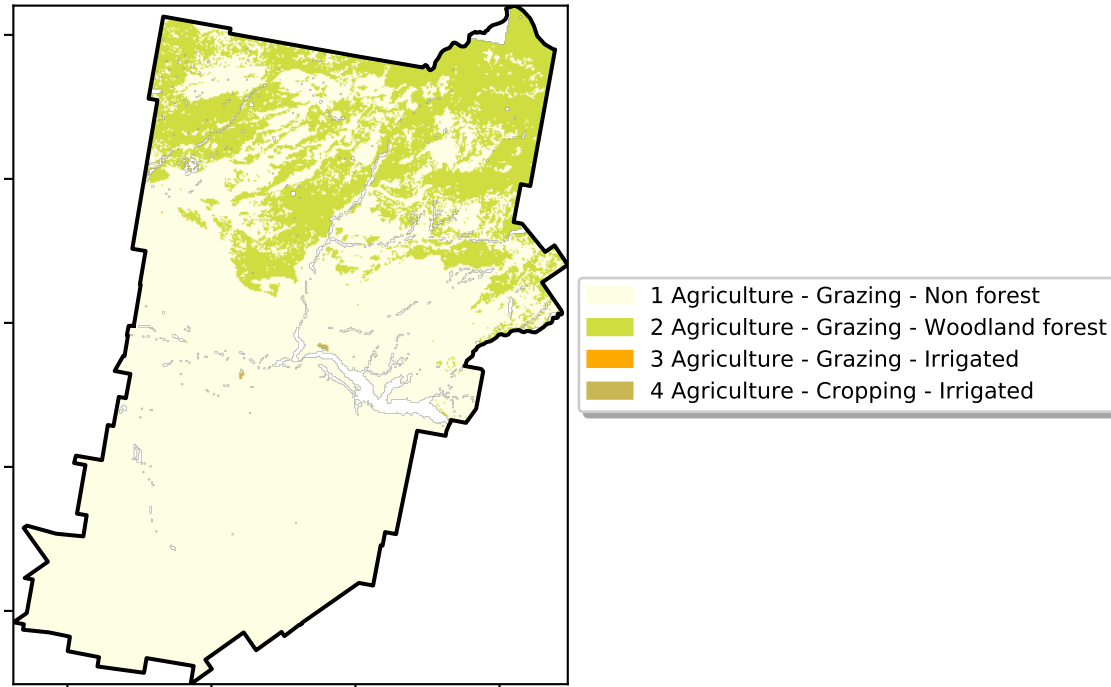 1 Agriculture - Grazing - Non forest
2 Agriculture - Grazing - Woodland forest
3 Agriculture - Grazing - Irrigated
4 Agriculture - Cropping - Irrigated